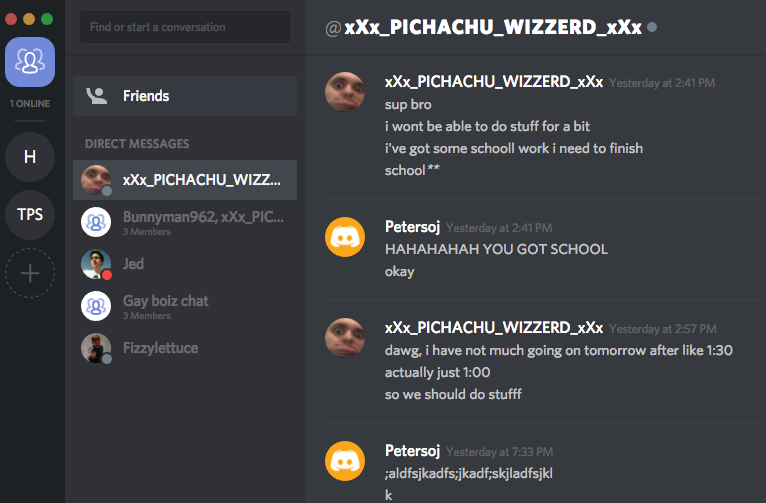 Find or start a conversation
@xXx_PICHACHU_WIZZERD_xXx
1 ONLINE
H
TPS
Friends
DIRECT MESSAGES
xXx_PICHACHU_WIZZ...
Bunnyman962, xXx_PIC...
3 Members
Jed
Gay boiz chat
3 Members
Fizzylettuce
xXx_PICHACHU_WIZZERD_xXx Yesterday at 2:41 PM
sup bro
i wont be able to do stuff for a bit
i've got some schooll work i need to finish
school**
Petersoj Yesterday at 2:41 PM
HAHAHAHAH YOU GOT SCHOOL
okay
xXx_PICHACHU_WIZZERD_xXx Yesterday at 2:57 PM
dawg, i have not much going on tomorrow after like 1:30
actually just 1:00
so we should do stufff
Petersoj Yesterday at 7:33 PM
;aldfsjkadfs;jkadf;skjladfsjkl
k